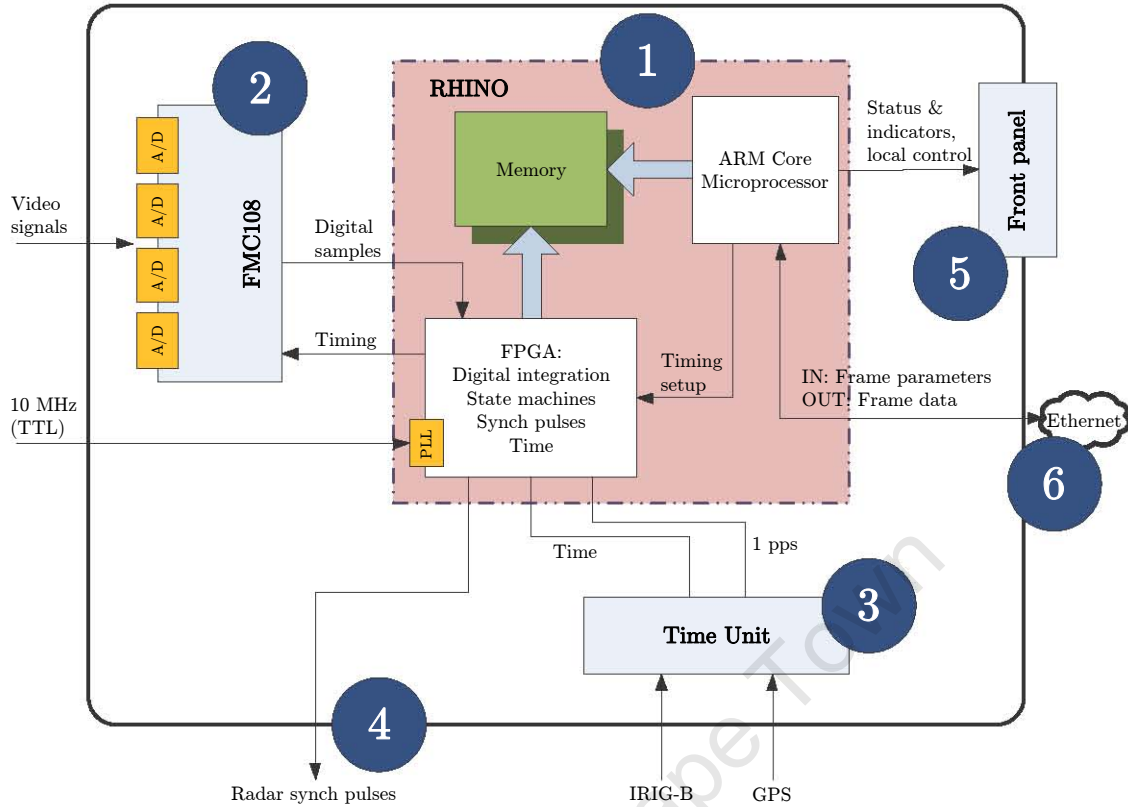 1
2
RHINO
A/D
A/D
A/D
A/D
FMC108
Memory
ARM Core
Microprocessor
Status &
indicators,
local control
Front panel
5
Video
signals
Digital
samples
Timing
10 MHz
(TTL)
PLL
FPGA:
Digital integration
State machines
Synch pulses
Time
Timing
setup
IN: Frame parameters
OUT: Frame data
Ethernet
6
Time
1 pps
3
Time Unit
4
Radar synch pulses
IRIG-B
GPS
ape Town